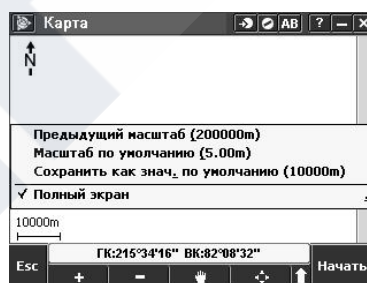 Карта AB ? – X
N
Предыдущий масштаб (200000m)
Масштаб по умолчанию (5.00m)
Сохранить как знач. по умолчанию (10000m)
✓ Полный экран
10000m
ГК:215°34'16" ВК:82°08'32"
Esc + – Начать